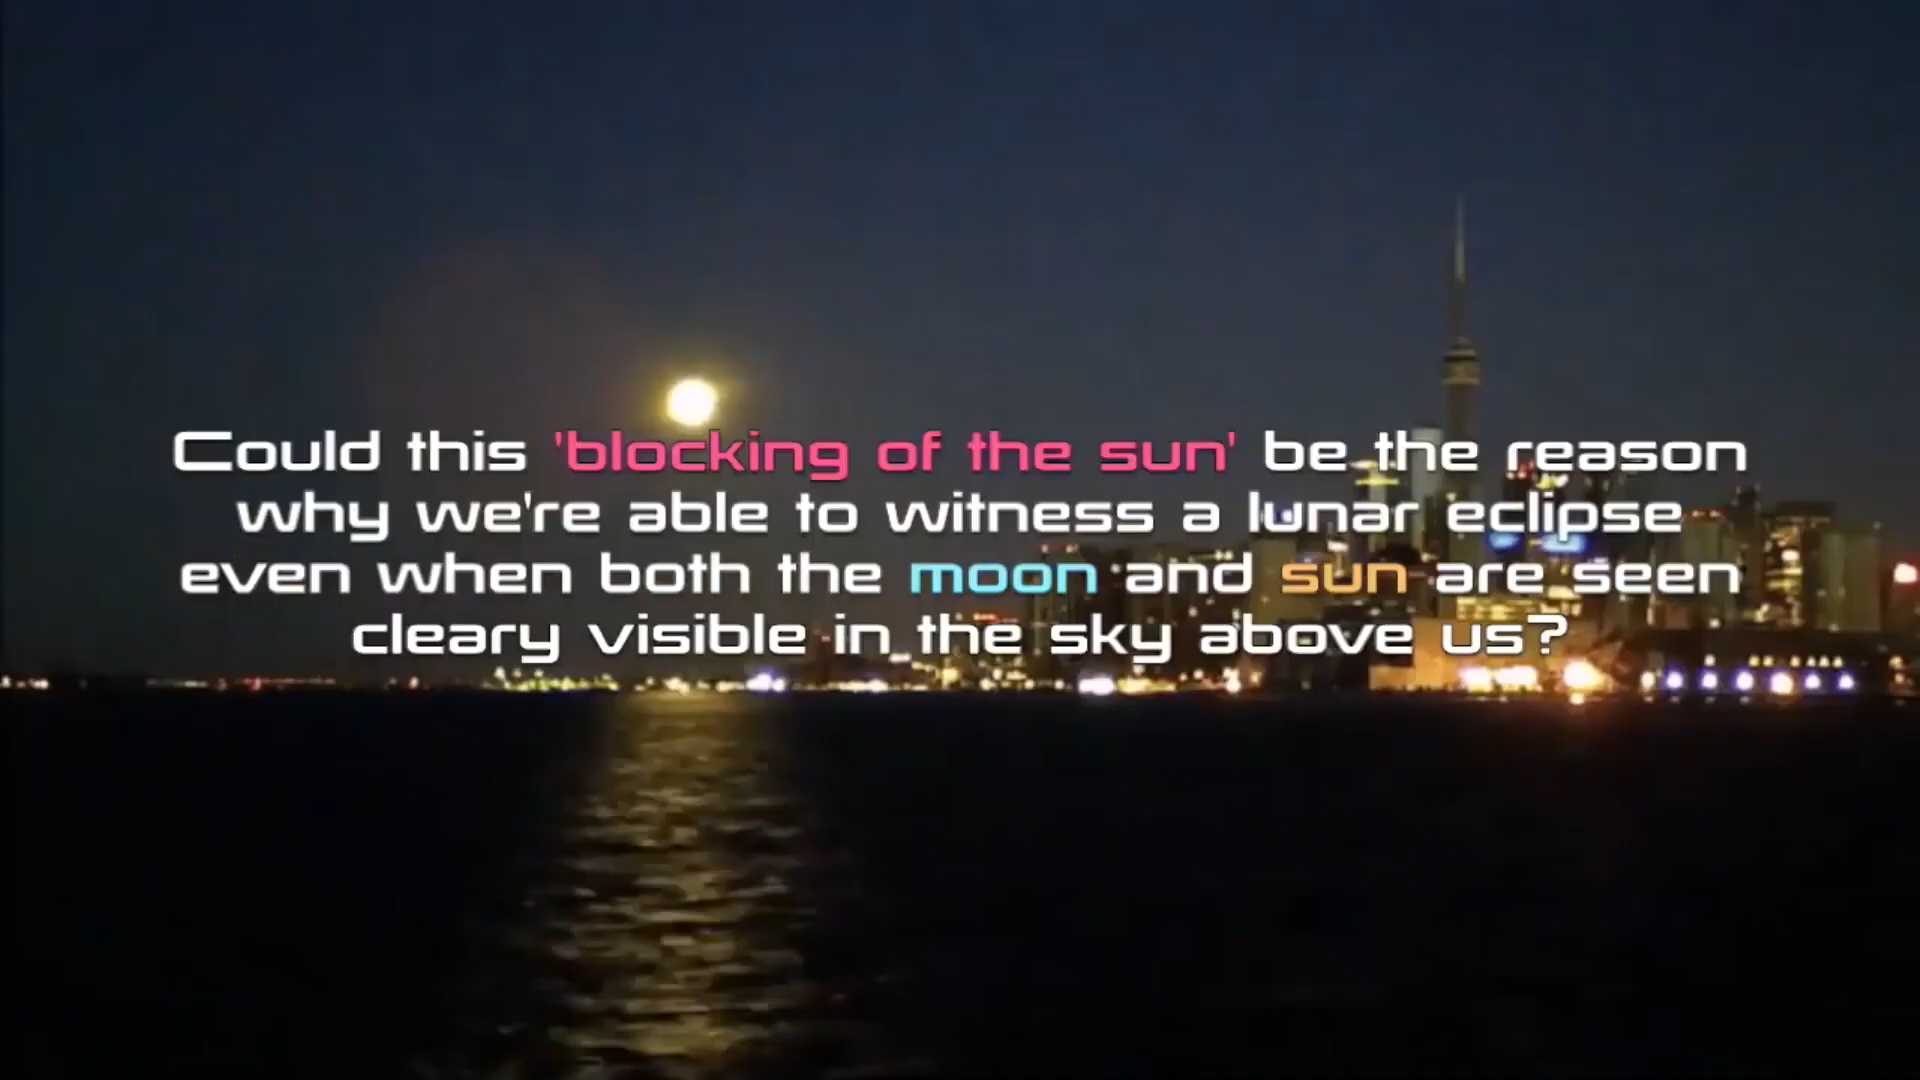 Could this 'blocking of the sun' be the reason
why we're able to witness a lunar eclipse
even when both the moon and sun are seen
cleary visible in the sky above us?